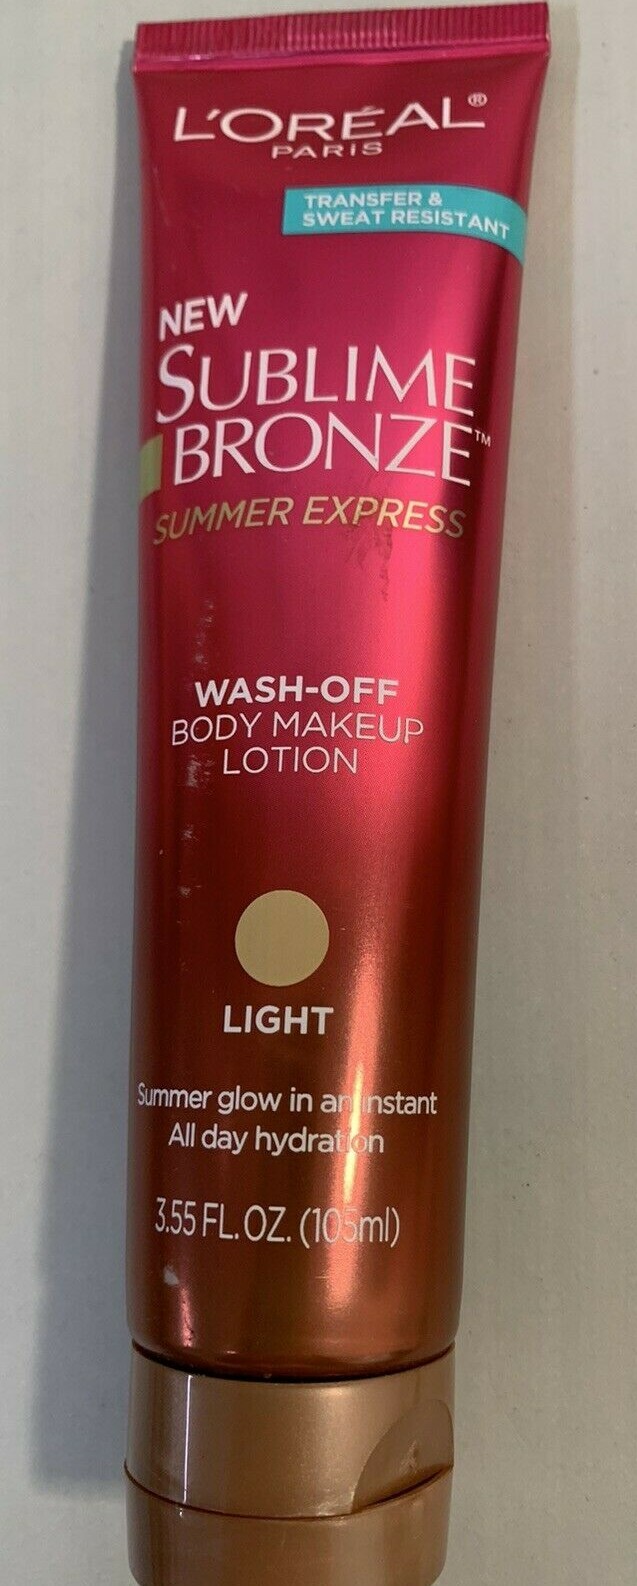 L'ORÉAL®
PARIS
TRANSFER &
SWEAT RESISTANT
NEW
SUBLIME
BRONZE™
SUMMER EXPRESS
WASH-OFF
BODY MAKEUP
LOTION
LIGHT
Summer glow in an instant
All day hydration
3.55 FL. OZ. (105ml)